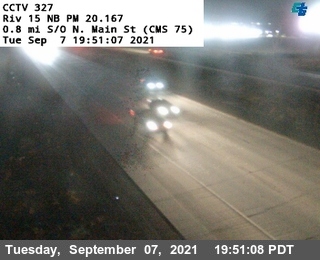 CCTV 327
Riv 15 NB PM 20.167
0.8 mi S/O N. Main St (CMS 75)
Tue Sep  7 19:51:07 2021
Tuesday, September 07, 2021 19:51:08 PDT